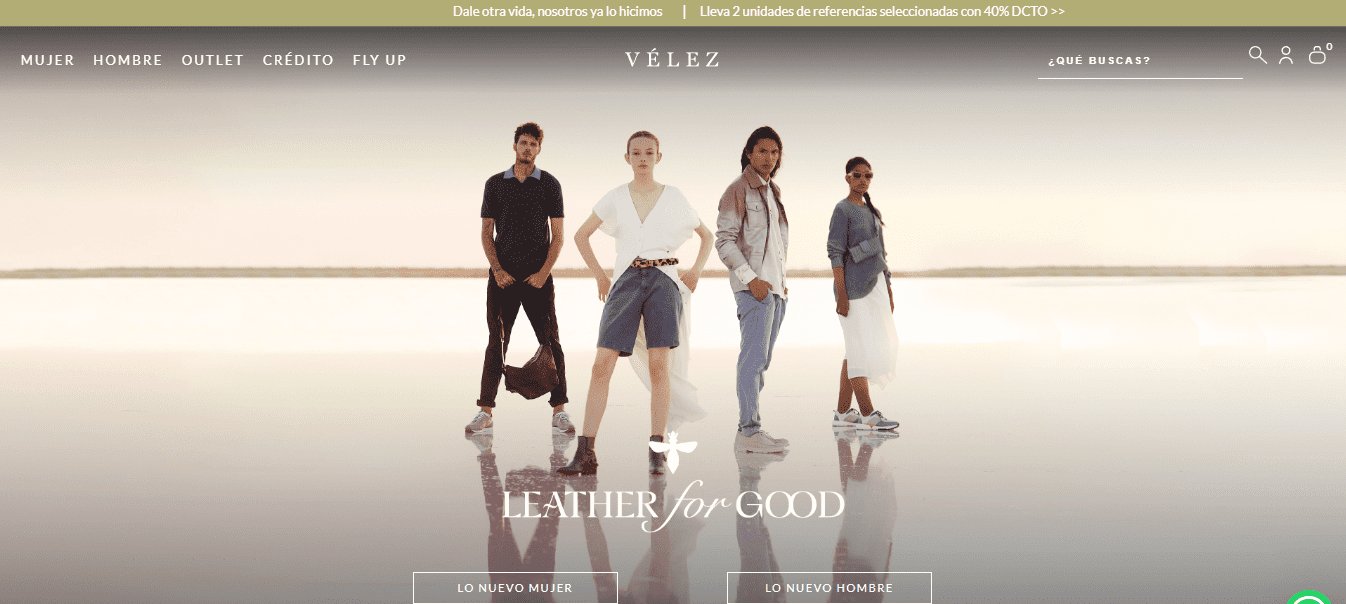 Dale otra vida, nosotros ya lo hicimos | Lleva 2 unidades de referencias seleccionadas con 40% DCTO >>
MUJER HOMBRE OUTLET CRÉDITO FLY UP VÉLEZ ¿QUÉ BUSCAS? 0
LEATHER for GOOD
LO NUEVO MUJER LO NUEVO HOMBRE